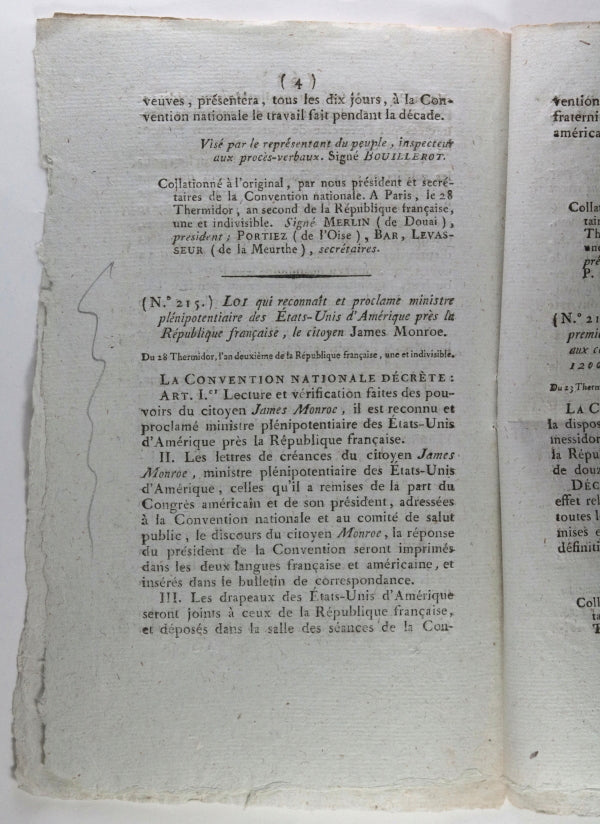 ( 4 )
veuves, présentera, tous les dix jours, à la Con-
vention nationale le travail fait pendant la décade.
Visé par le représentant du peuple, inspecteur
aux procès-verbaux. Signé BOUILLEROT.
Collationné à l'original, par nous président et secré-
taires de la Convention nationale. A Paris, le 28
Thermidor, an second de la République française,
une et indivisible. Signé MERLIN (de Douai),
président; PORTIEZ (de l'Oise), BAR, LEVAS-
SEUR (de la Meurthe), secrétaires.
(N.° 215.) LOI qui reconnaît et proclame ministre
plénipotentiaire des États-Unis d'Amérique près la
République française, le citoyen James Monroe.
Du 28 Thermidor, l'an deuxième de la République française, une et indivisible.
LA CONVENTION NATIONALE DÉCRÈTE :
ART. I.er Lecture et vérification faites des pou-
voirs du citoyen James Monroe, il est reconnu et
proclamé ministre plénipotentiaire des États-Unis
d'Amérique près la République française.
II. Les lettres de créances du citoyen James
Monroe, ministre plénipotentiaire des États-Unis
d'Amérique, celles qu'il a remises de la part du
Congrès américain et de son président, adressées
à la Convention nationale et au comité de salut
public, le discours du citoyen Monroe, la réponse
du président de la Convention seront imprimés
dans les deux langues française et américaine, et
insérés dans le bulletin de correspondance.
III. Les drapeaux des États-Unis d'Amérique
seront joints à ceux de la République française,
et déposés dans la salle des séances de la Con-
vention
fraterni
américa
Colla
tair
Th
une
pré
P.
(N.° 21
premie
aux c
1200
Du 23 Therm
LA C
la dispos
messidor
la Répu
de douz
DÉC
effet rel
toutes l
mises e
définiti
Colla
ta
T